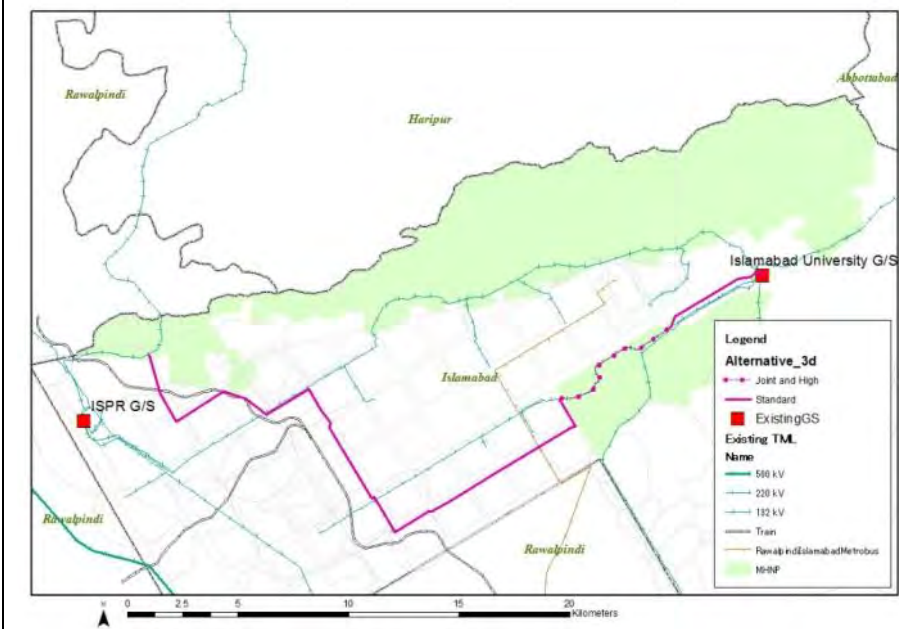 Rawalpindi
Abbottabad
Haripur
Islamabad University G/S
ISPR G/S
Islamabad
Rawalpindi
Rawalpindi
Legend
Alternative_3d
Joint and High
Standard
ExistingGS
Existing TML
Name
500 kV
220 kV
132 kV
Train
RawalpindiIslamabadMetrobus
MHNP
N
0 2.5 5 10 15 20
Kilometers